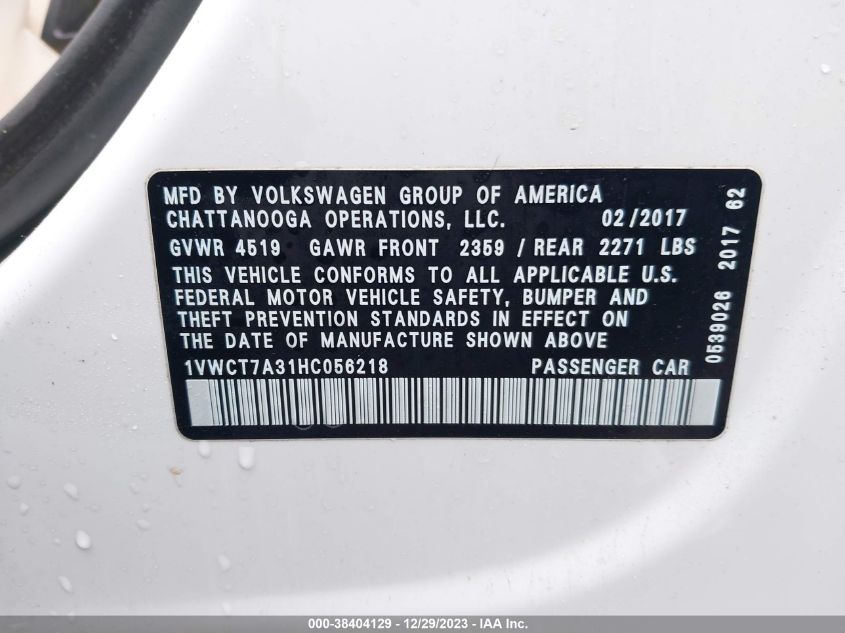 MFD BY VOLKSWAGEN GROUP OF AMERICA
CHATTANOOGA OPERATIONS, LLC. 02/2017
GVWR 4519 GAWR FRONT 2359 / REAR 2271 LBS
THIS VEHICLE CONFORMS TO ALL APPLICABLE U.S.
FEDERAL MOTOR VEHICLE SAFETY, BUMPER AND
THEFT PREVENTION STANDARDS IN EFFECT ON
THE DATE OF MANUFACTURE SHOWN ABOVE
1VWCT7A31HC056218 PASSENGER CAR
0539026 2017 62
000-38404129 - 12/29/2023 - IAA Inc.